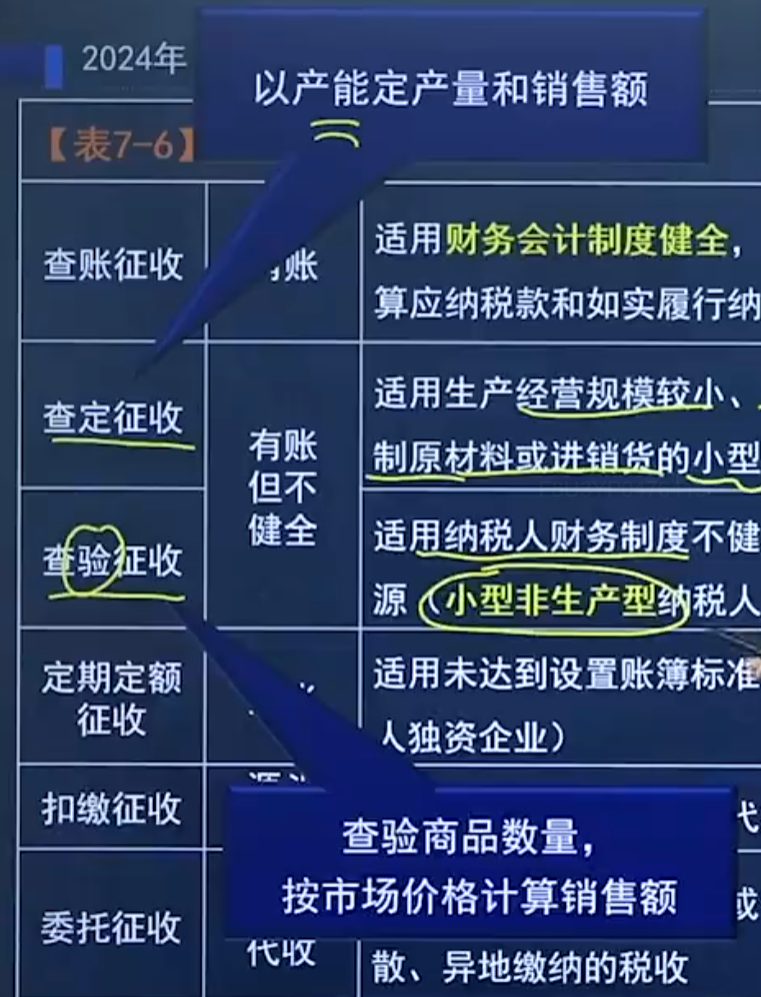 2024年
以产能定产量和销售额
【表7-6】
查账征收
账
适用财务会计制度健全，
算应纳税款和如实履行纳
查定征收
有账
但不
健全
适用生产经营规模较小、
制原材料或进销货的小型
查验征收
适用纳税人财务制度不健
源（小型非生产型纳税人
定期定额
征收
适用未达到设置账簿标准
人独资企业）
扣缴征收
代
查验商品数量，
按市场价格计算销售额
委托征收
代收
或
散、异地缴纳的税收